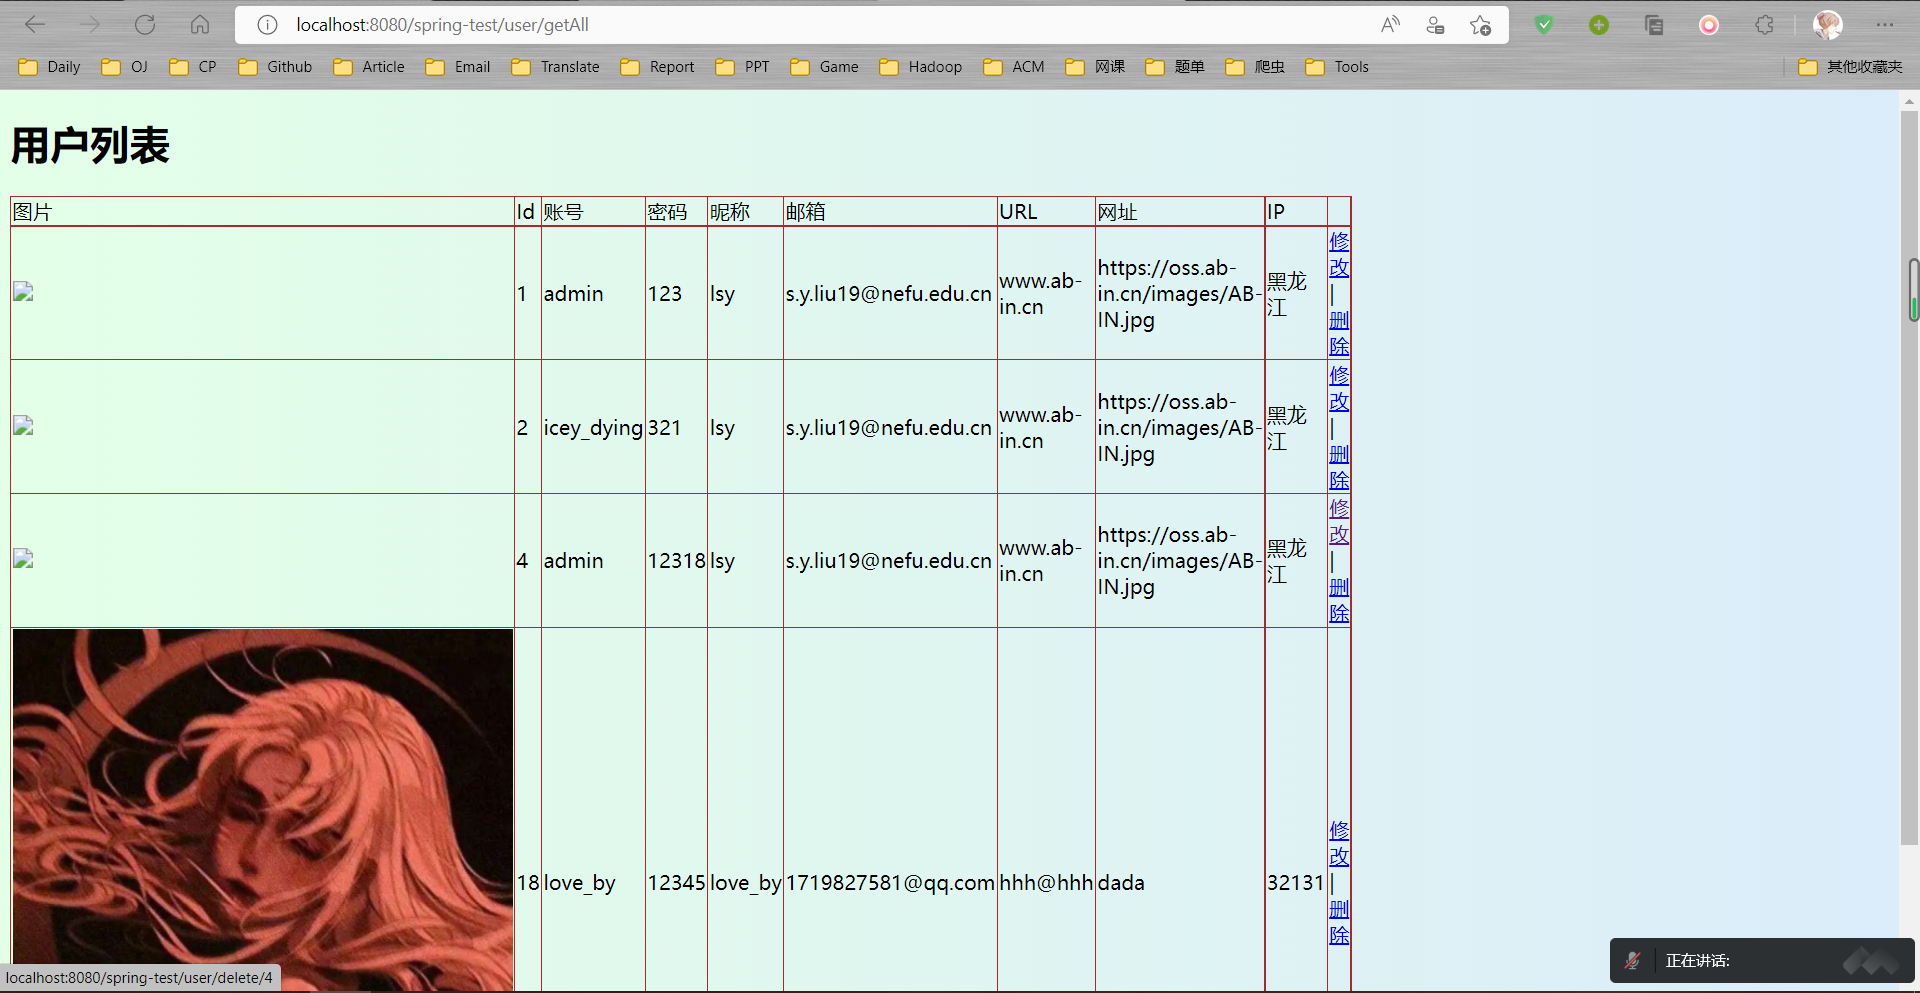 localhost:8080/spring-test/user/getAll
Daily OJ CP Github Article Email Translate Report PPT Game Hadoop ACM 网课 题单 爬虫 Tools 其他收藏夹
用户列表
图片 Id 账号 密码 昵称 邮箱 URL 网址 IP
1 admin 123 lsy s.y.liu19@nefu.edu.cn
www.ab-
in.cn
https://oss.ab-
in.cn/images/AB-
IN.jpg
黑龙
江
修
改
|
删
除
2 icey_dying 321 lsy s.y.liu19@nefu.edu.cn
www.ab-
in.cn
https://oss.ab-
in.cn/images/AB-
IN.jpg
黑龙
江
修
改
|
删
除
4 admin 12318 lsy s.y.liu19@nefu.edu.cn
www.ab-
in.cn
https://oss.ab-
in.cn/images/AB-
IN.jpg
黑龙
江
修
改
|
删
除
18 love_by 12345 love_by 1719827581@qq.com hhh@hhh dada 32131
修
改
|
删
除
正在讲话:
localhost:8080/spring-test/user/delete/4